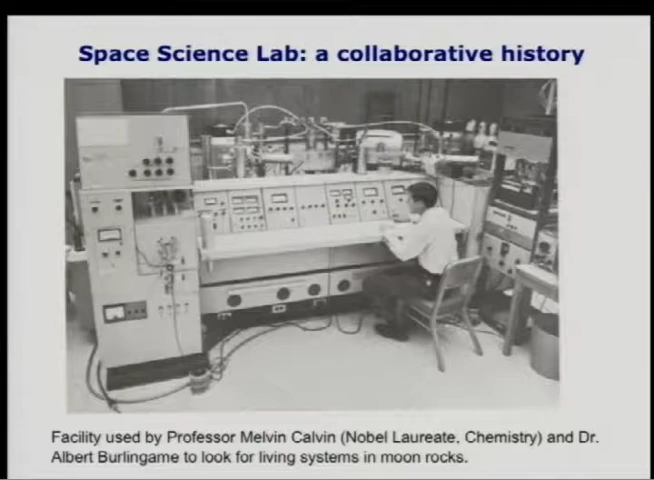 Space Science Lab: a collaborative history
Facility used by Professor Melvin Calvin (Nobel Laureate, Chemistry) and Dr.
Albert Burlingame to look for living systems in moon rocks.